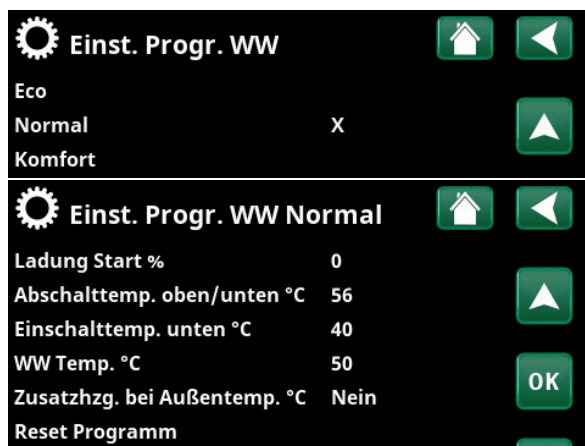 Einst. Progr. WW
Eco
Normal X
Komfort
Einst. Progr. WW Normal
Ladung Start % 0
Abschalttemp. oben/unten °C 56
Einschalttemp. unten °C 40
WW Temp. °C 50
OK
Zusatzhzg. bei Außentemp. °C Nein
Reset Programm